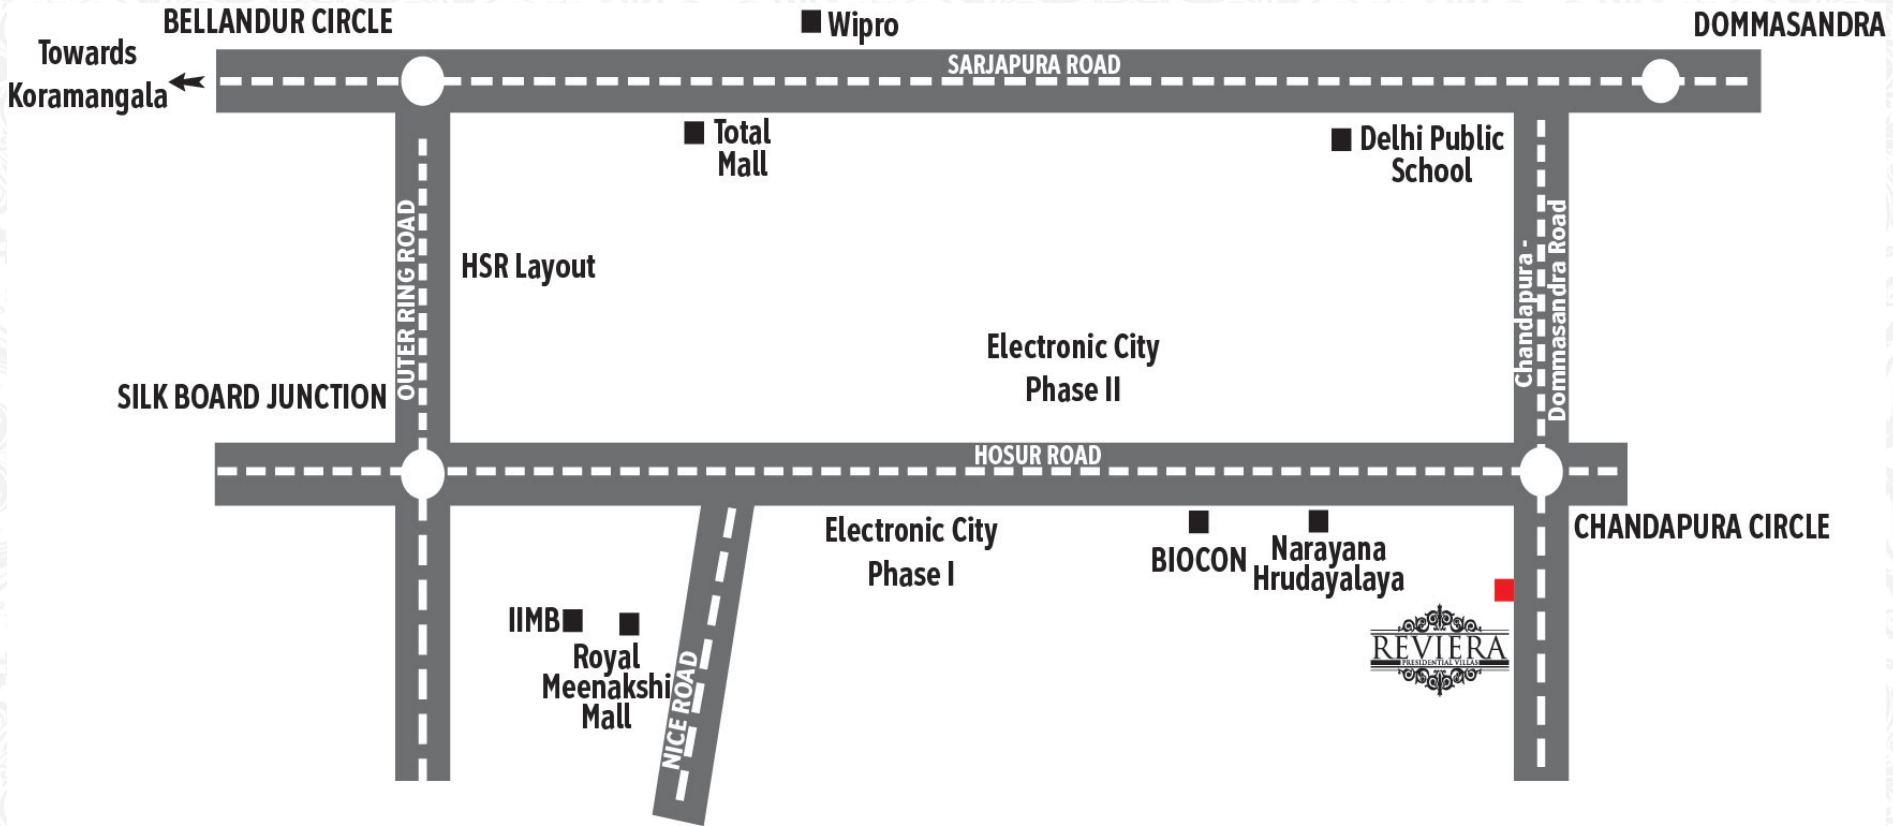 BELLANDUR CIRCLE
Wipro
DOMMASANDRA
Towards
Koramangala
SARJAPURA ROAD
Total
Mall
Delhi Public
School
OUTER RING ROAD
HSR Layout
Chandapura -
Dommasandra Road
Electronic City
Phase II
SILK BOARD JUNCTION
HOSUR ROAD
Electronic City
Phase I
BIOCON
Narayana
Hrudayalaya
CHANDAPURA CIRCLE
IIMB
Royal
Meenakshi
Mall
NICE ROAD
REVIERA
PRESIDENTIAL VILLAS